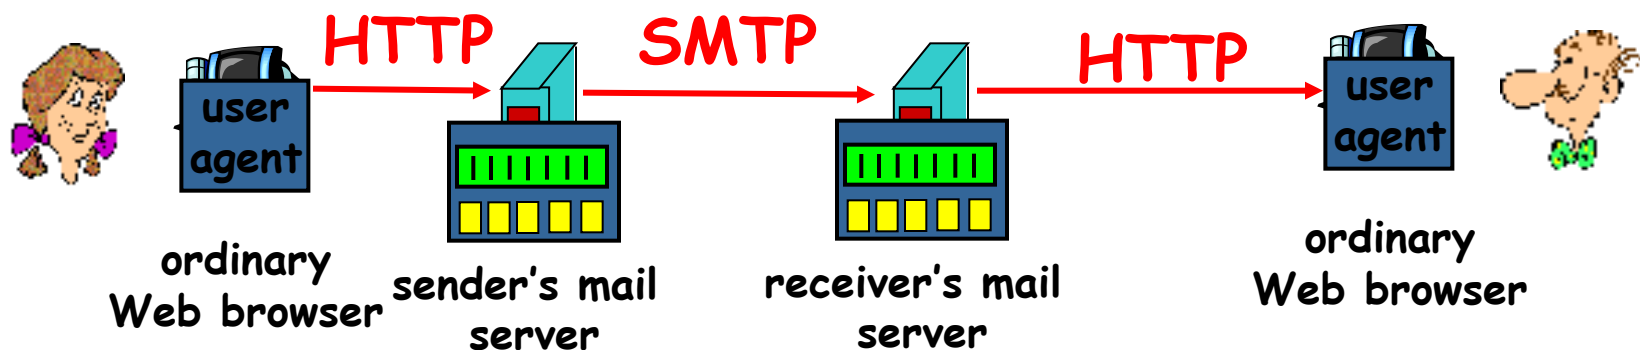 HTTP
SMTP
HTTP
user
agent
user
agent
ordinary
Web browser
sender's mail
server
receiver's mail
server
ordinary
Web browser